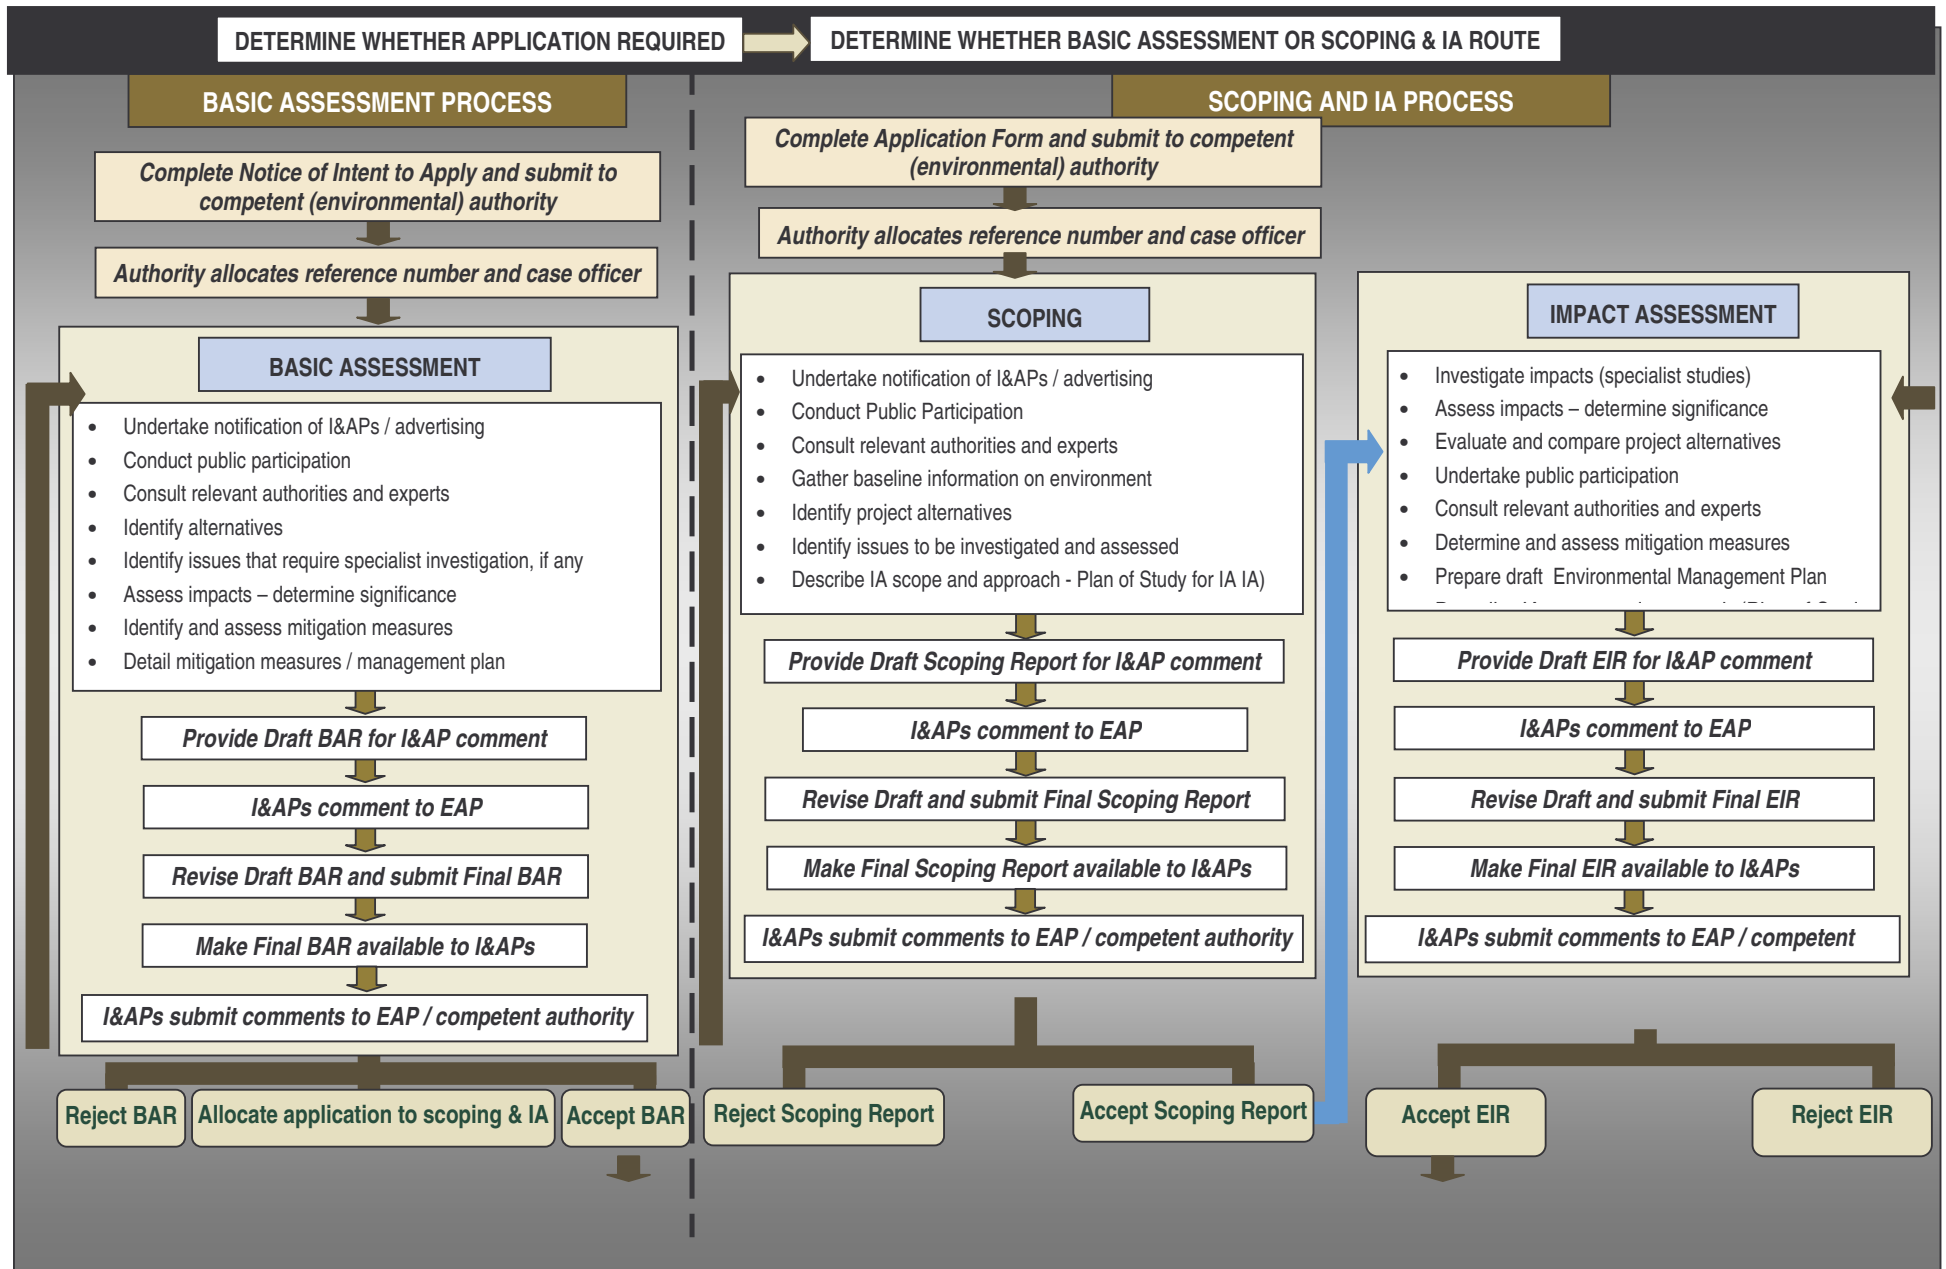 DETERMINE WHETHER APPLICATION REQUIRED
DETERMINE WHETHER BASIC ASSESSMENT OR SCOPING & IA ROUTE
BASIC ASSESSMENT PROCESS
Complete Notice of Intent to Apply and submit to
competent (environmental) authority
Authority allocates reference number and case officer
BASIC ASSESSMENT
• Undertake notification of I&APs / advertising
• Conduct public participation
• Consult relevant authorities and experts
• Identify alternatives
• Identify issues that require specialist investigation, if any
• Assess impacts – determine significance
• Identify and assess mitigation measures
• Detail mitigation measures / management plan
Provide Draft BAR for I&AP comment
I&APs comment to EAP
Revise Draft BAR and submit Final BAR
Make Final BAR available to I&APs
I&APs submit comments to EAP / competent authority
Reject BAR
Allocate application to scoping & IA
Accept BAR
SCOPING AND IA PROCESS
Complete Application Form and submit to competent
(environmental) authority
Authority allocates reference number and case officer
SCOPING
• Undertake notification of I&APs / advertising
• Conduct Public Participation
• Consult relevant authorities and experts
• Gather baseline information on environment
• Identify project alternatives
• Identify issues to be investigated and assessed
• Describe IA scope and approach - Plan of Study for IA IA)
Provide Draft Scoping Report for I&AP comment
I&APs comment to EAP
Revise Draft and submit Final Scoping Report
Make Final Scoping Report available to I&APs
I&APs submit comments to EAP / competent authority
Reject Scoping Report
Accept Scoping Report
IMPACT ASSESSMENT
• Investigate impacts (specialist studies)
• Assess impacts – determine significance
• Evaluate and compare project alternatives
• Undertake public participation
• Consult relevant authorities and experts
• Determine and assess mitigation measures
• Prepare draft Environmental Management Plan
Provide Draft EIR for I&AP comment
I&APs comment to EAP
Revise Draft and submit Final EIR
Make Final EIR available to I&APs
I&APs submit comments to EAP / competent
Accept EIR
Reject EIR